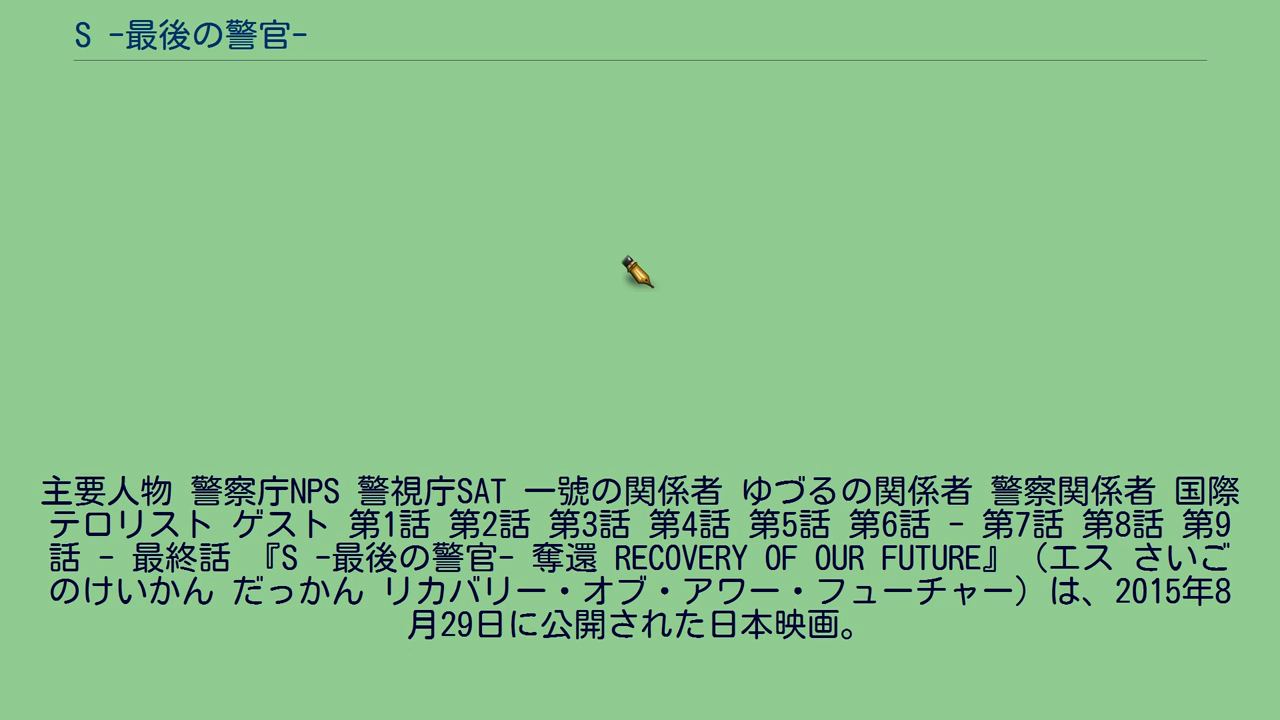 S -最後の警官-
主要人物 警察庁NPS 警視庁SAT 一號の関係者 ゆづるの関係者 警察関係者 国際
テロリスト ゲスト 第1話 第2話 第3話 第4話 第5話 第6話 - 第7話 第8話 第9
話 - 最終話 『S -最後の警官- 奪還 RECOVERY OF OUR FUTURE』（エス さいご
のけいかん だっかん リカバリー・オブ・アワー・フューチャー）は、2015年8
月29日に公開された日本映画。